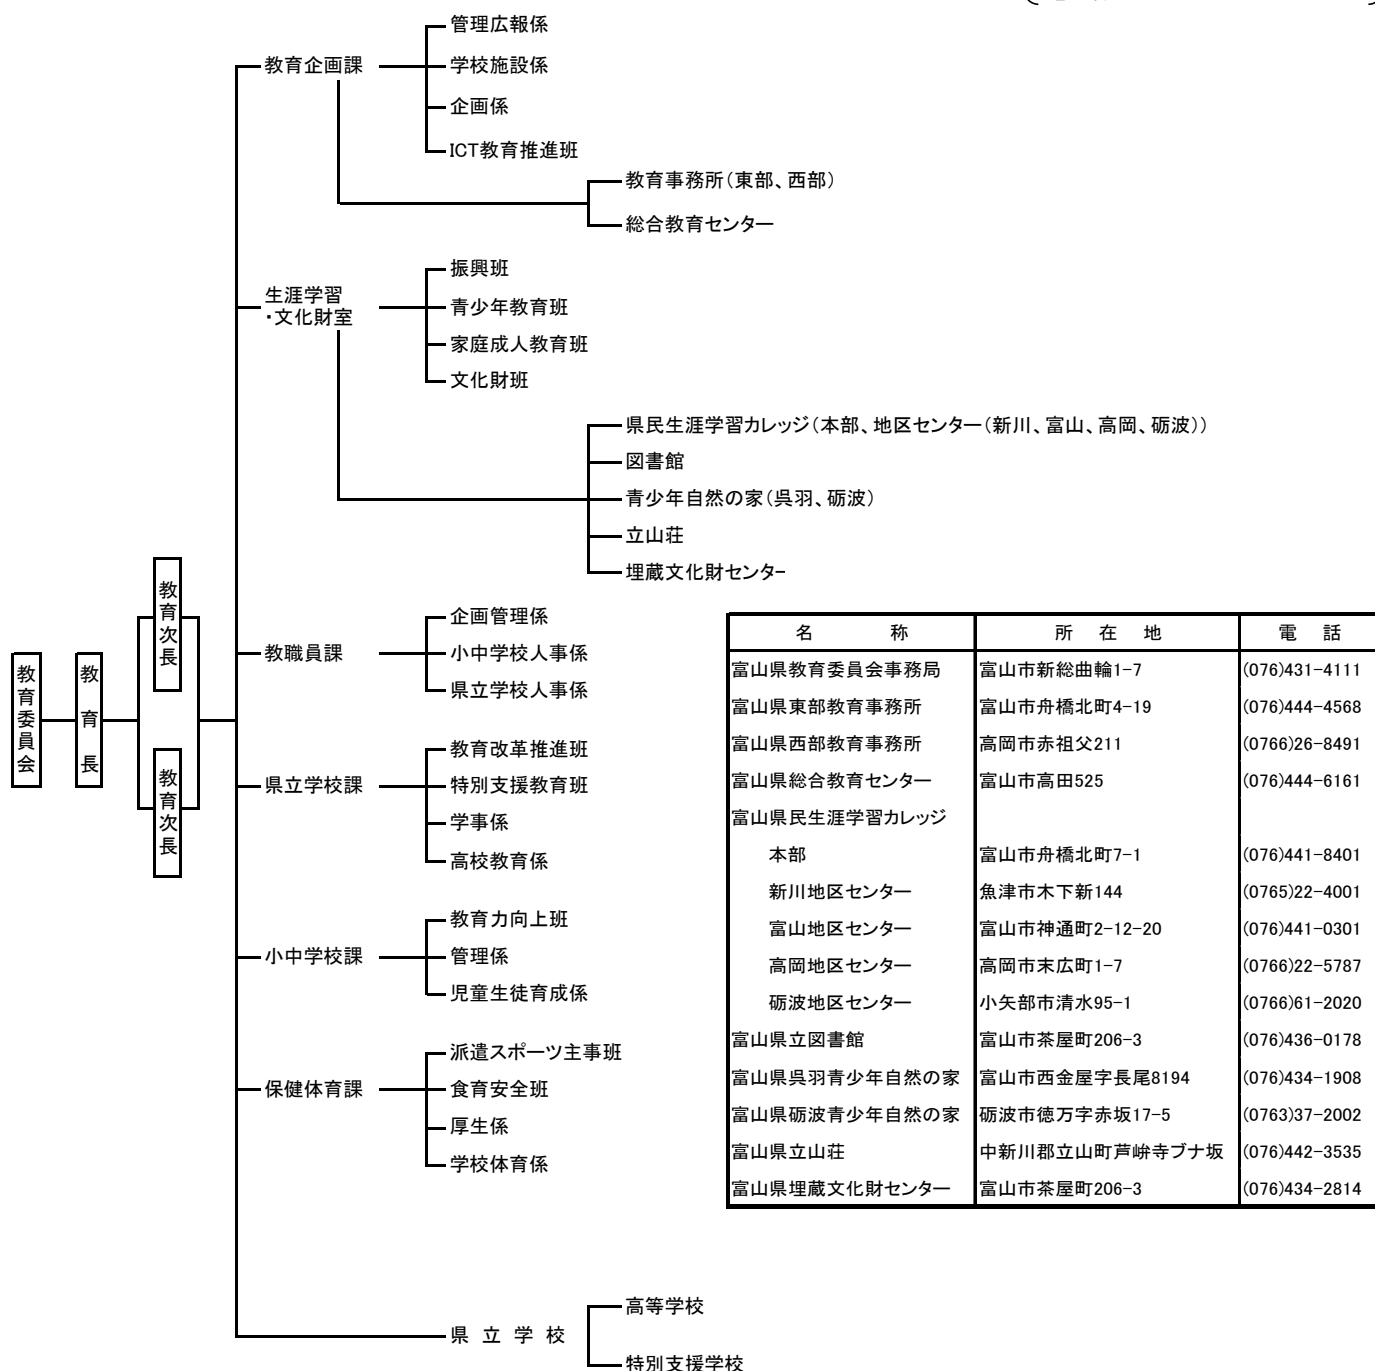 管理広報係
教育企画課
学校施設係
企画係
ICT教育推進班
教育事務所（東部、西部）
総合教育センター
生涯学習
・文化財室
振興班
青少年教育班
家庭成人教育班
文化財班
県民生涯学習カレッジ（本部、地区センター（新川、富山、高岡、砺波））
図書館
青少年自然の家（呉羽、砺波）
立山荘
埋蔵文化財センター
教育委員会
教育長
教育次長
教育次長
教職員課
企画管理係
小中学校人事係
県立学校人事係
県立学校課
教育改革推進班
特別支援教育班
学事係
高校教育係
小中学校課
教育力向上班
管理係
児童生徒育成係
保健体育課
派遣スポーツ主事班
食育安全班
厚生係
学校体育係
県立学校
高等学校
特別支援学校
名称 所在地 電話
富山県教育委員会事務局 富山市新総曲輪1-7 (076)431-4111
富山県東部教育事務所 富山市舟橋北町4-19 (076)444-4568
富山県西部教育事務所 高岡市赤祖父211 (0766)26-8491
富山県総合教育センター 富山市高田525 (076)444-6161
富山県民生涯学習カレッジ
本部 富山市舟橋北町7-1 (076)441-8401
新川地区センター 魚津市木下新144 (0765)22-4001
富山地区センター 富山市神通町2-12-20 (076)441-0301
高岡地区センター 高岡市末広町1-7 (0766)22-5787
砺波地区センター 小矢部市清水95-1 (0766)61-2020
富山県立図書館 富山市茶屋町206-3 (076)436-0178
富山県呉羽青少年自然の家 富山市西金屋字長尾8194 (076)434-1908
富山県砺波青少年自然の家 砺波市徳万字赤坂17-5 (0763)37-2002
富山県立山荘 中新川郡立山町芦峅寺ブナ坂 (076)442-3535
富山県埋蔵文化財センター 富山市茶屋町206-3 (076)434-2814